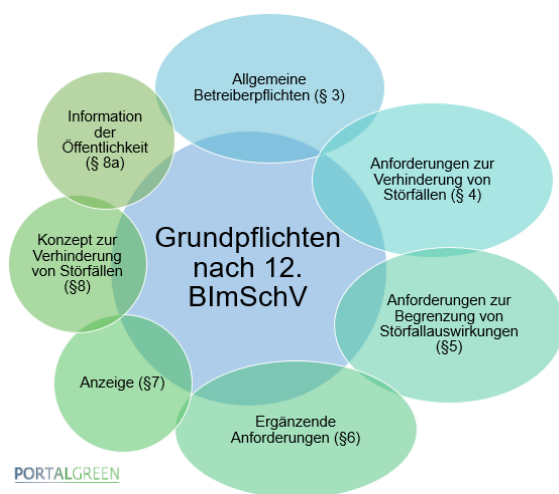 Allgemeine
Betreiberpflichten (§ 3)
Anforderungen zur
Verhinderung von
Störfällen (§ 4)
Anforderungen zur
Begrenzung von
Störfallauswirkungen
(§5)
Ergänzende
Anforderungen (§6)
Anzeige (§7)
Konzept zur
Verhinderung
von Störfällen
(§8)
Information
der
Öffentlichkeit
(§ 8a)
Grundpflichten
nach 12.
BImSchV
PORTALGREEN